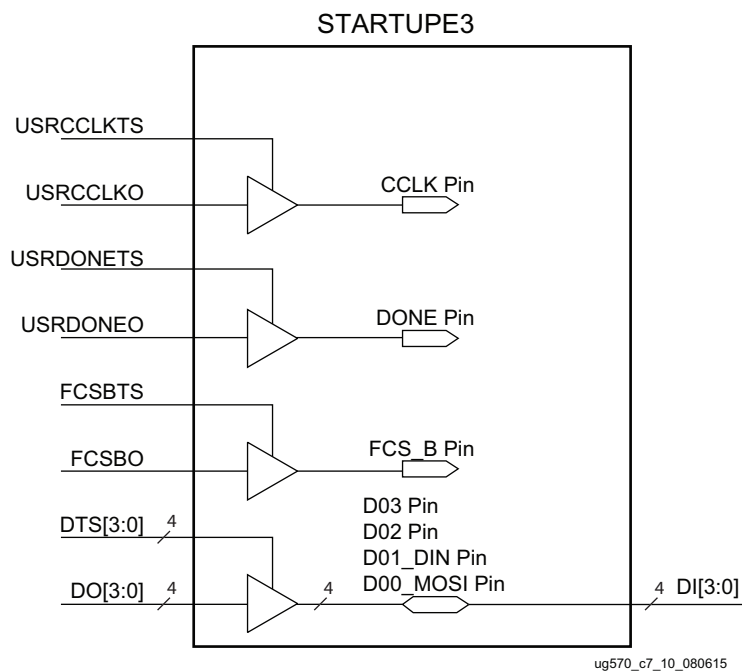 STARTUPE3
USRCCLKTS
USRCCLKO
CCLK Pin
USRDONETS
USRDONEO
DONE Pin
FCSBTS
FCSBO
FCS_B Pin
DTS[3:0] 4
D03 Pin
D02 Pin
D01_DIN Pin
D00_MOSI Pin
DO[3:0] 4
4
4 DI[3:0]
ug570_c7_10_080615